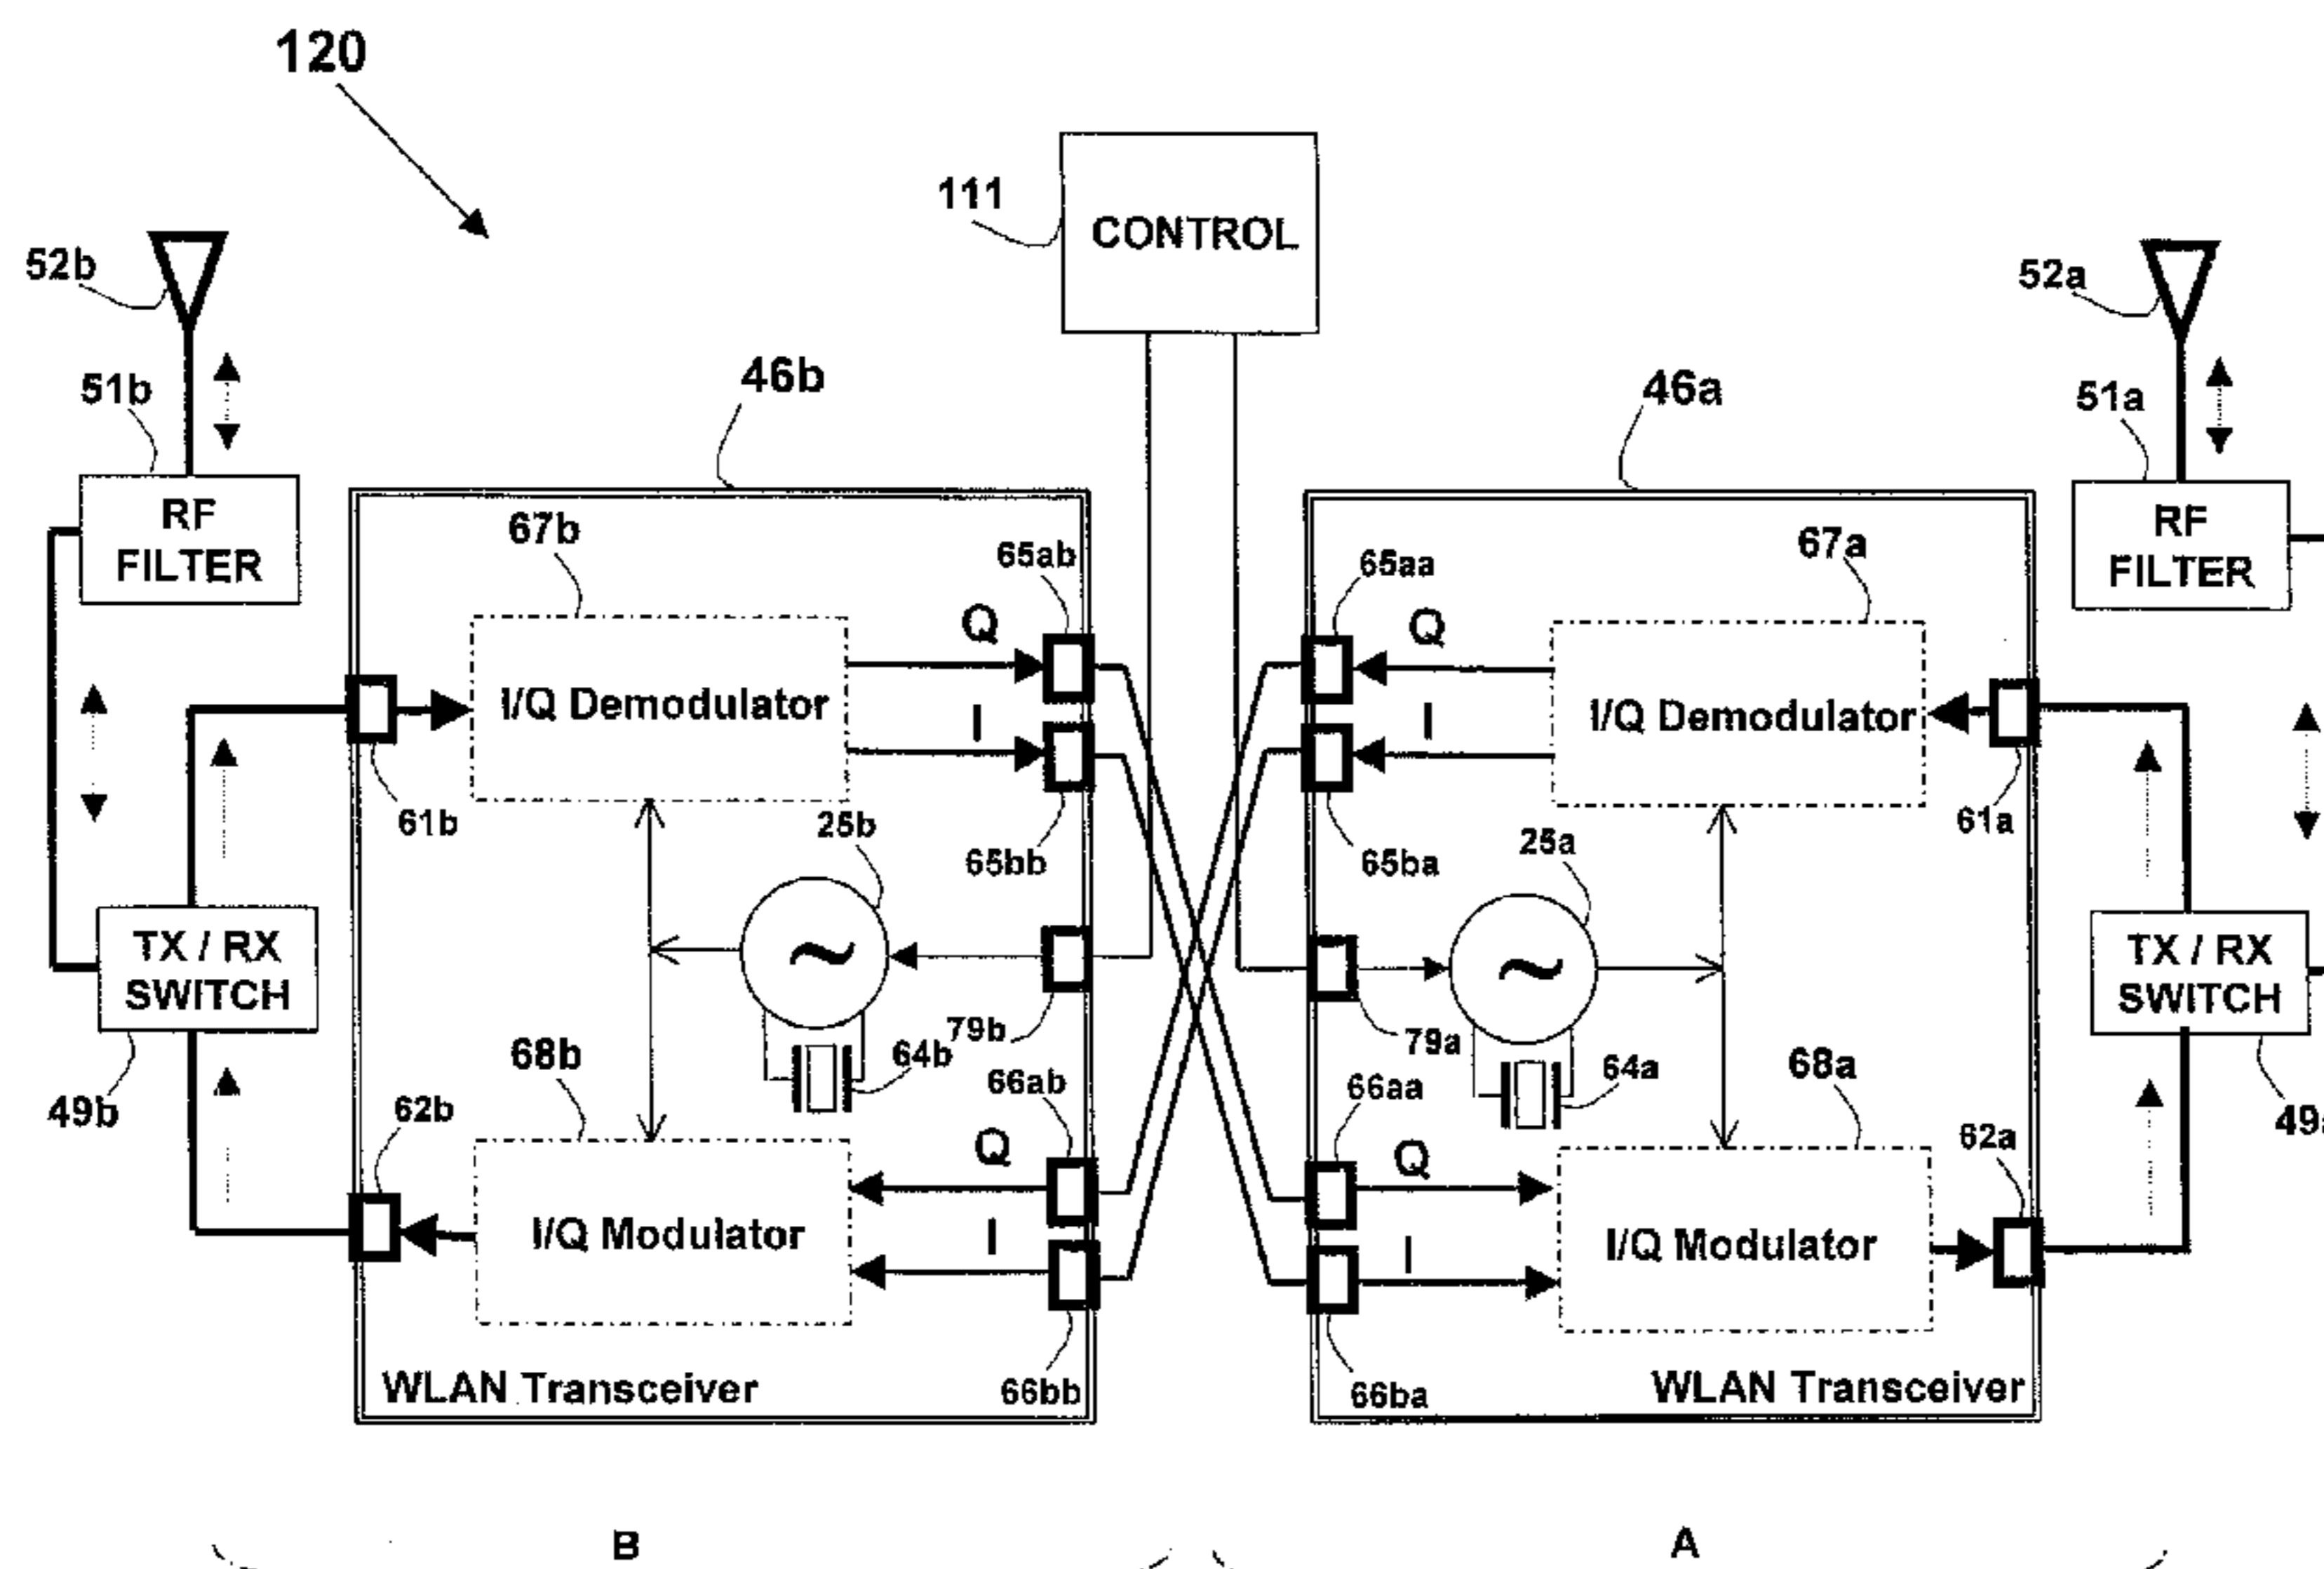 120
111
CONTROL
52b
52a
51b
46b
46a
51a
RF
FILTER
RF
FILTER
67b
65ab
65aa
67a
Q
Q
I/Q Demodulator
I
I
I/Q Demodulator
61b
25b
65bb
65ba
25a
61a
TX / RX
SWITCH
~
~
TX / RX
SWITCH
79b
79a
49b
62b
68b
64b
66ab
66aa
64a
68a
62a
Q
Q
I/Q Modulator
I
I
I/Q Modulator
WLAN Transceiver
66bb
66ba
WLAN Transceiver
B
A